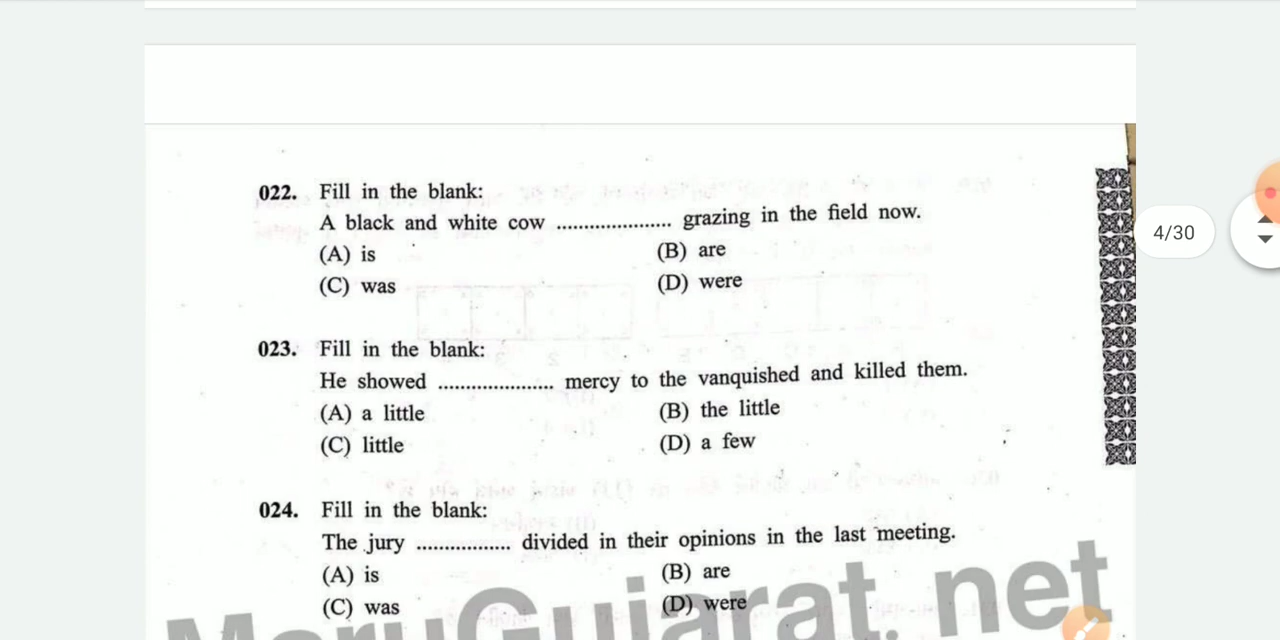 022. Fill in the blank:
A black and white cow .................... grazing in the field now.
(A) is (B) are
(C) was (D) were
4/30
023. Fill in the blank:
He showed .................... mercy to the vanquished and killed them.
(A) a little (B) the little
(C) little (D) a few
024. Fill in the blank:
The jury ................. divided in their opinions in the last meeting.
(A) is (B) are
(C) was (D) were
MaruGujarat.net